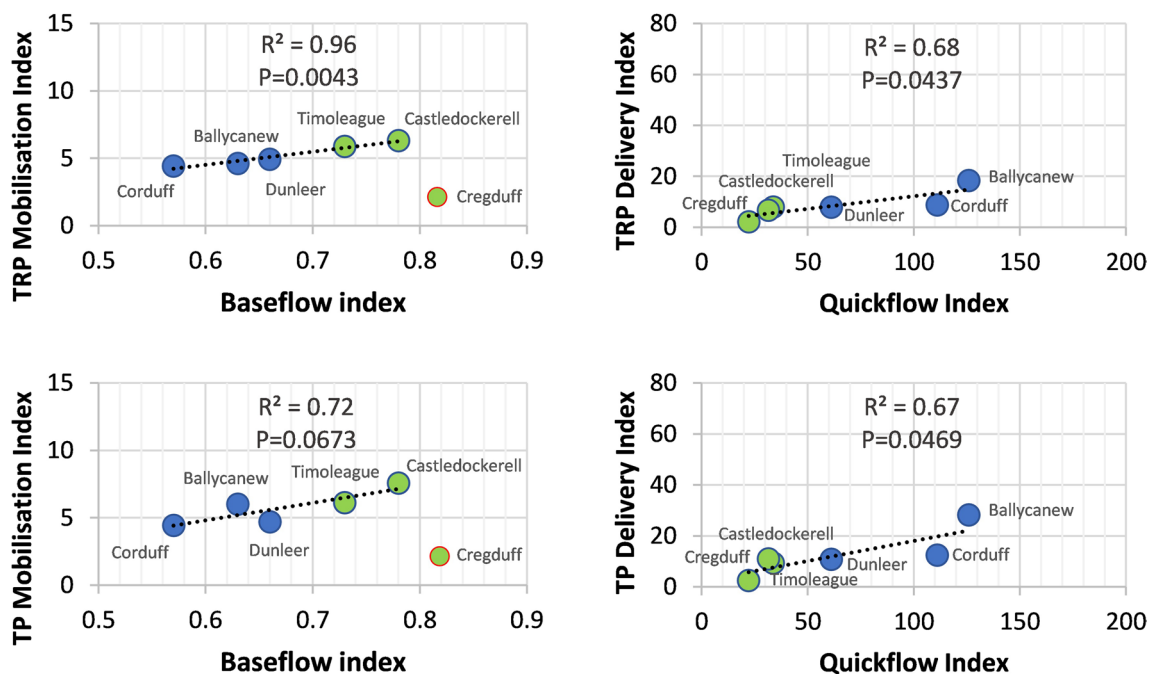 15
10
5
0
TRP Mobilisation Index
R² = 0.96
P=0.0043
Timoleague
Castledockerell
Ballycanew
Corduff
Dunleer
Cregduff
0.5 0.6 0.7 0.8 0.9
Baseflow index
80
60
40
20
0
TRP Delivery Index
R² = 0.68
P=0.0437
Timoleague
Castledockerell
Ballycanew
Cregduff
Dunleer
Corduff
0 50 100 150 200
Quickflow Index
15
10
5
0
TP Mobilisation Index
R² = 0.72
P=0.0673
Castledockerell
Timoleague
Ballycanew
Corduff
Dunleer
Cregduff
0.5 0.6 0.7 0.8 0.9
Baseflow index
80
60
40
20
0
TP Delivery Index
R² = 0.67
P=0.0469
Ballycanew
Castledockerell
Cregduff
Dunleer
Corduff
Timoleague
0 50 100 150 200
Quickflow Index